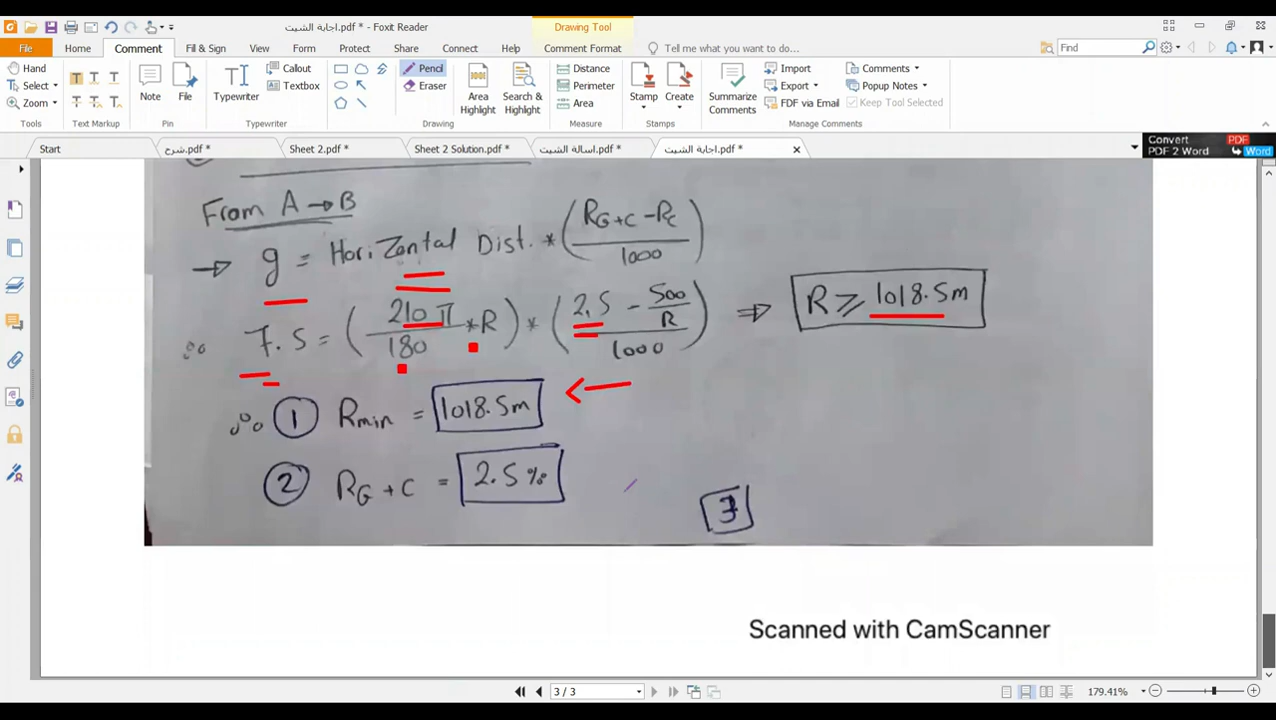 اجابة الشيت.pdf * - Foxit Reader
Drawing Tool
File Home Comment Fill & Sign View Form Protect Share Connect Help Comment Format Tell me what you want to do... Find
Hand
Select
Zoom
Tools
T T T
T T T
Text Markup
Note
File
Pin
Typewriter
Callout
Textbox
Typewriter
Pencil
Eraser
Drawing
Area Highlight
Search & Highlight
Distance
Perimeter
Area
Measure
Stamp
Create
Stamps
Summarize Comments
Import
Export
FDF via Email
Comments
Popup Notes
Keep Tool Selected
Manage Comments
Start شرح.pdf * Sheet 2.pdf * Sheet 2 Solution.pdf * اسالة الشيت.pdf * اجابة الشيت.pdf *
Convert PDF
PDF 2 Word Word
From A → B
→ g = HoriZontal Dist. * (RG+C - RC / 1000)
∴ 7.5 = (210 π / 180 * R) * (2.5 - 500/R / 1000) ⇒ R ≥ 1018.5m
∴ 1 Rmin = 1018.5m
2 RG + C = 2.5 %
3
Scanned with CamScanner
3 / 3 179.41%